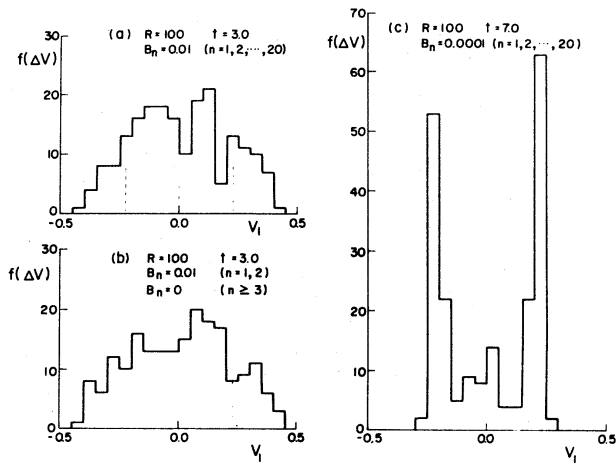 (a) R=100 t=3.0
Bn=0.01 (n=1,2,···,20)
f(ΔV)
30
20
10
0
-0.5 0.0 0.5
V₁
(b) R=100 t=3.0
Bn=0.01 (n=1,2)
Bn=0 (n≥3)
f(ΔV)
30
20
10
0
-0.5 0.0 0.5
V₁
(c) R=100 t=7.0
Bn=0.0001 (n=1,2,···,20)
f(ΔV)
70
60
50
40
30
20
10
0
-0.5 0.0 0.5
V₁